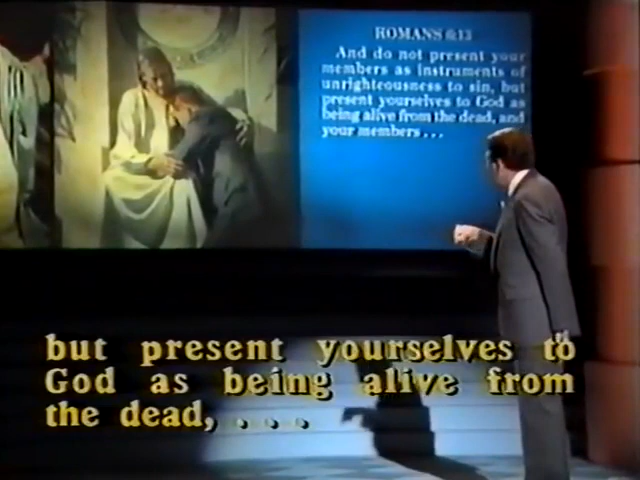 ROMANS 6:13
And do not present your
members as instruments of
unrighteousness to sin, but
present yourselves to God as
being alive from the dead, and
your members...
but present yourselves to
God as being alive from
the dead, . . .